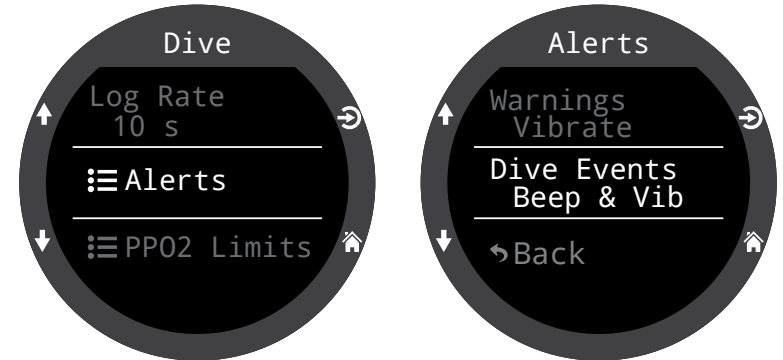 Dive
Log Rate
10 s
Alerts
PPO2 Limits
Alerts
Warnings
Vibrate
Dive Events
Beep & Vib
Back